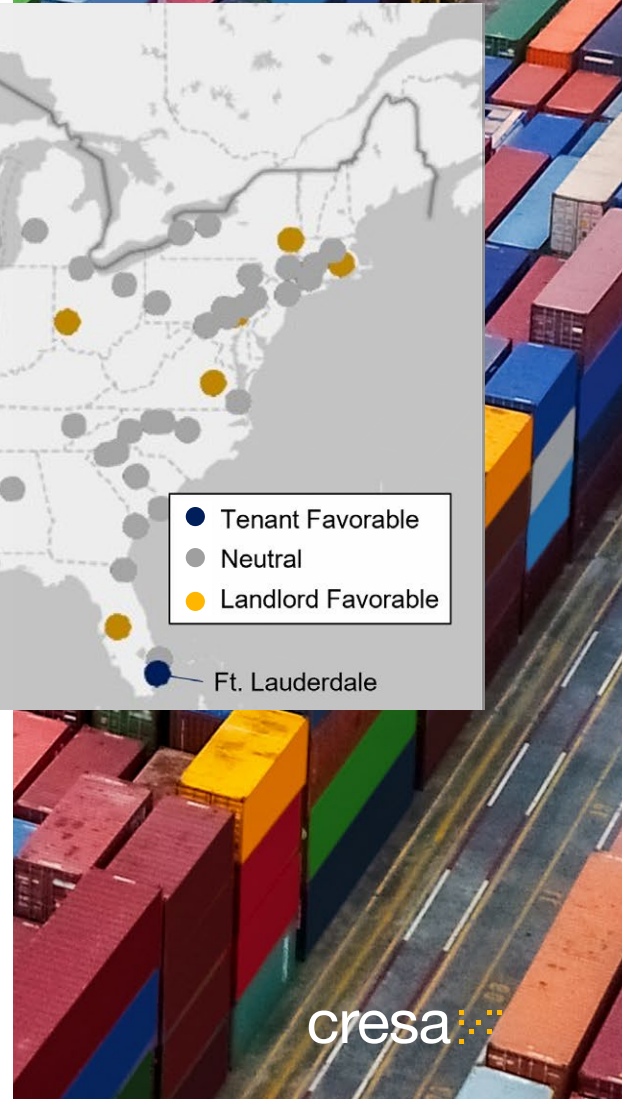 Tenant Favorable
Neutral
Landlord Favorable
Ft. Lauderdale
cresa